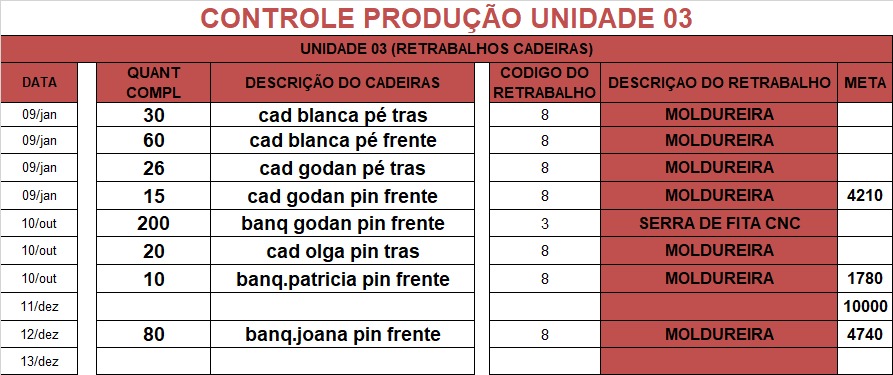 CONTROLE PRODUÇÃO UNIDADE 03
UNIDADE 03 (RETRABALHOS CADEIRAS)
DATA QUANT COMPL DESCRIÇÃO DO CADEIRAS CODIGO DO RETRABALHO DESCRIÇAO DO RETRABALHO META
09/jan 30 cad blanca pé tras 8 MOLDUREIRA
09/jan 60 cad blanca pé frente 8 MOLDUREIRA
09/jan 26 cad godan pé tras 8 MOLDUREIRA
09/jan 15 cad godan pin frente 8 MOLDUREIRA 4210
10/out 200 banq godan pin frente 3 SERRA DE FITA CNC
10/out 20 cad olga pin tras 8 MOLDUREIRA
10/out 10 banq.patricia pin frente 8 MOLDUREIRA 1780
11/dez 10000
12/dez 80 banq.joana pin frente 8 MOLDUREIRA 4740
13/dez